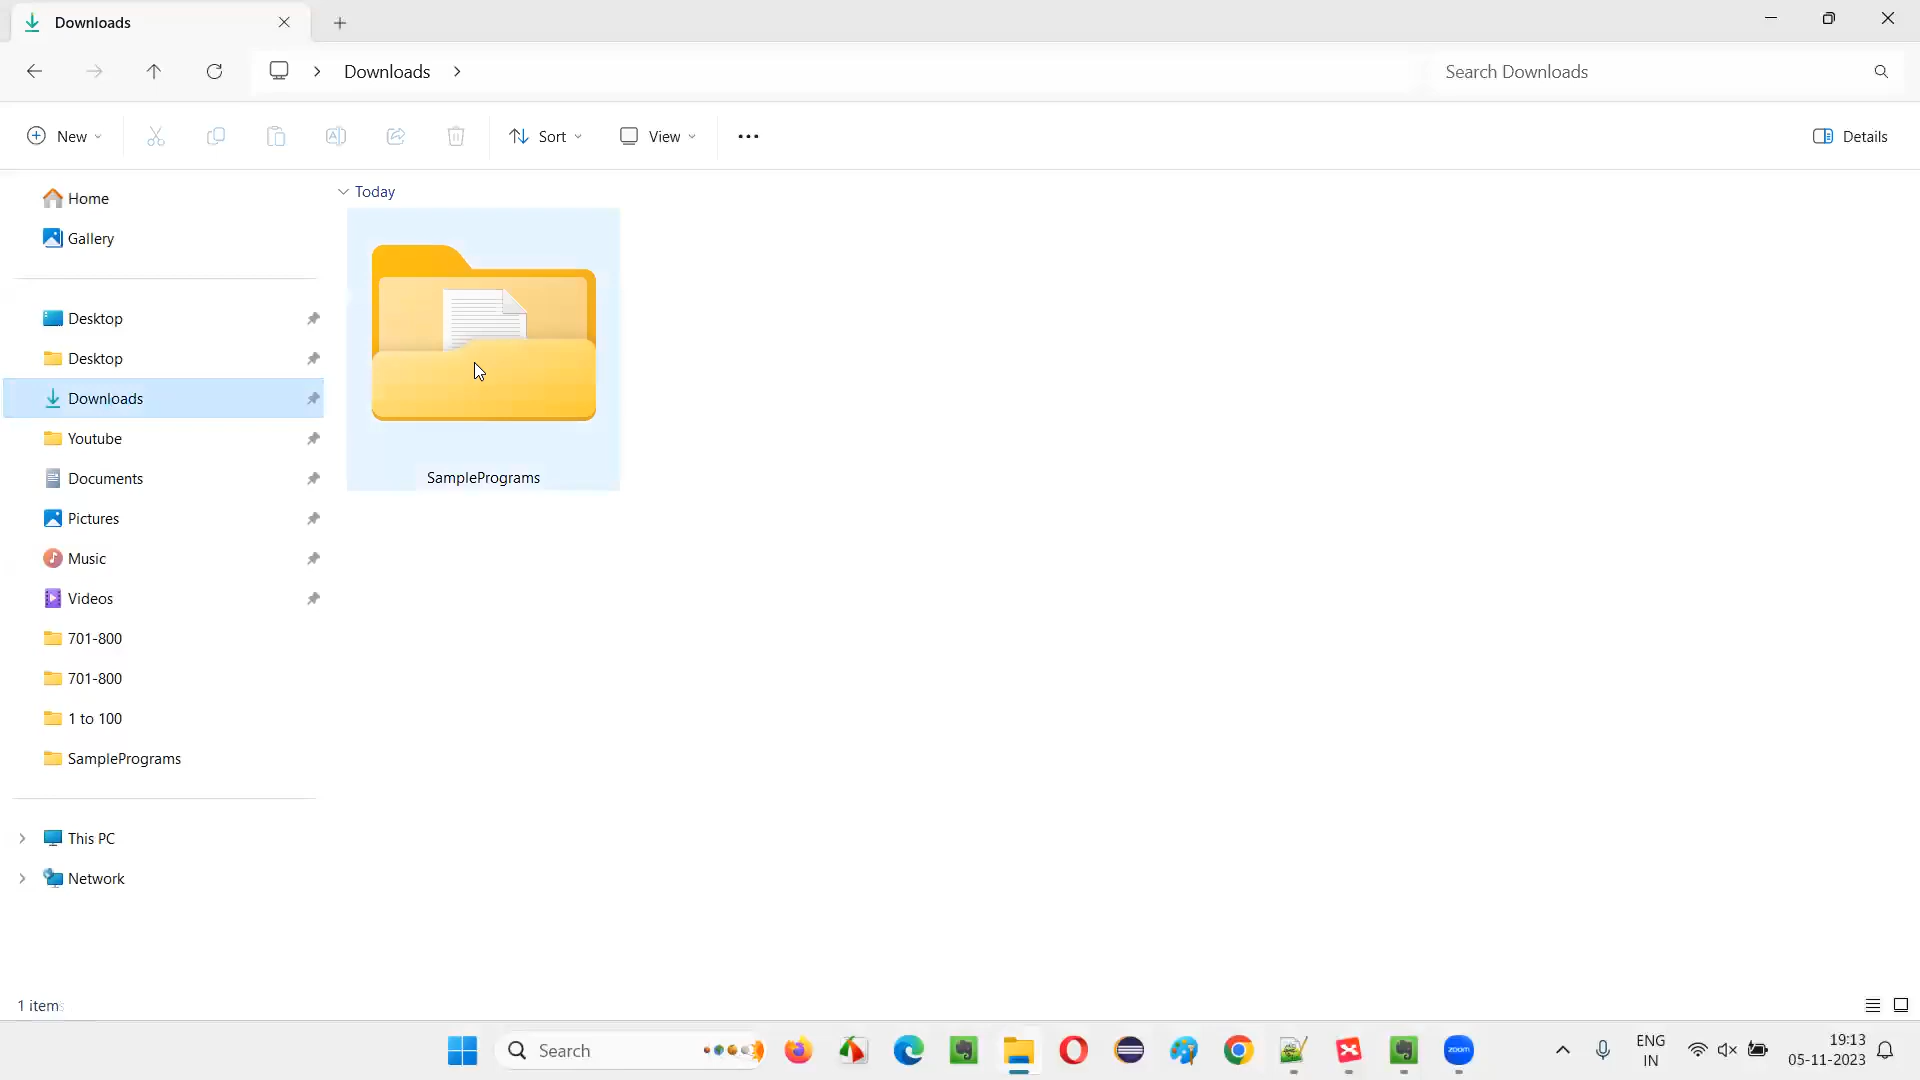 Downloads
Downloads
Search Downloads
New
Sort
View
Details
Home
Gallery
Desktop
Desktop
Downloads
Youtube
Documents
Pictures
Music
Videos
701-800
701-800
1 to 100
SamplePrograms
This PC
Network
Today
SamplePrograms
1 item
Search
zoom
ENG
IN
19:13
05-11-2023